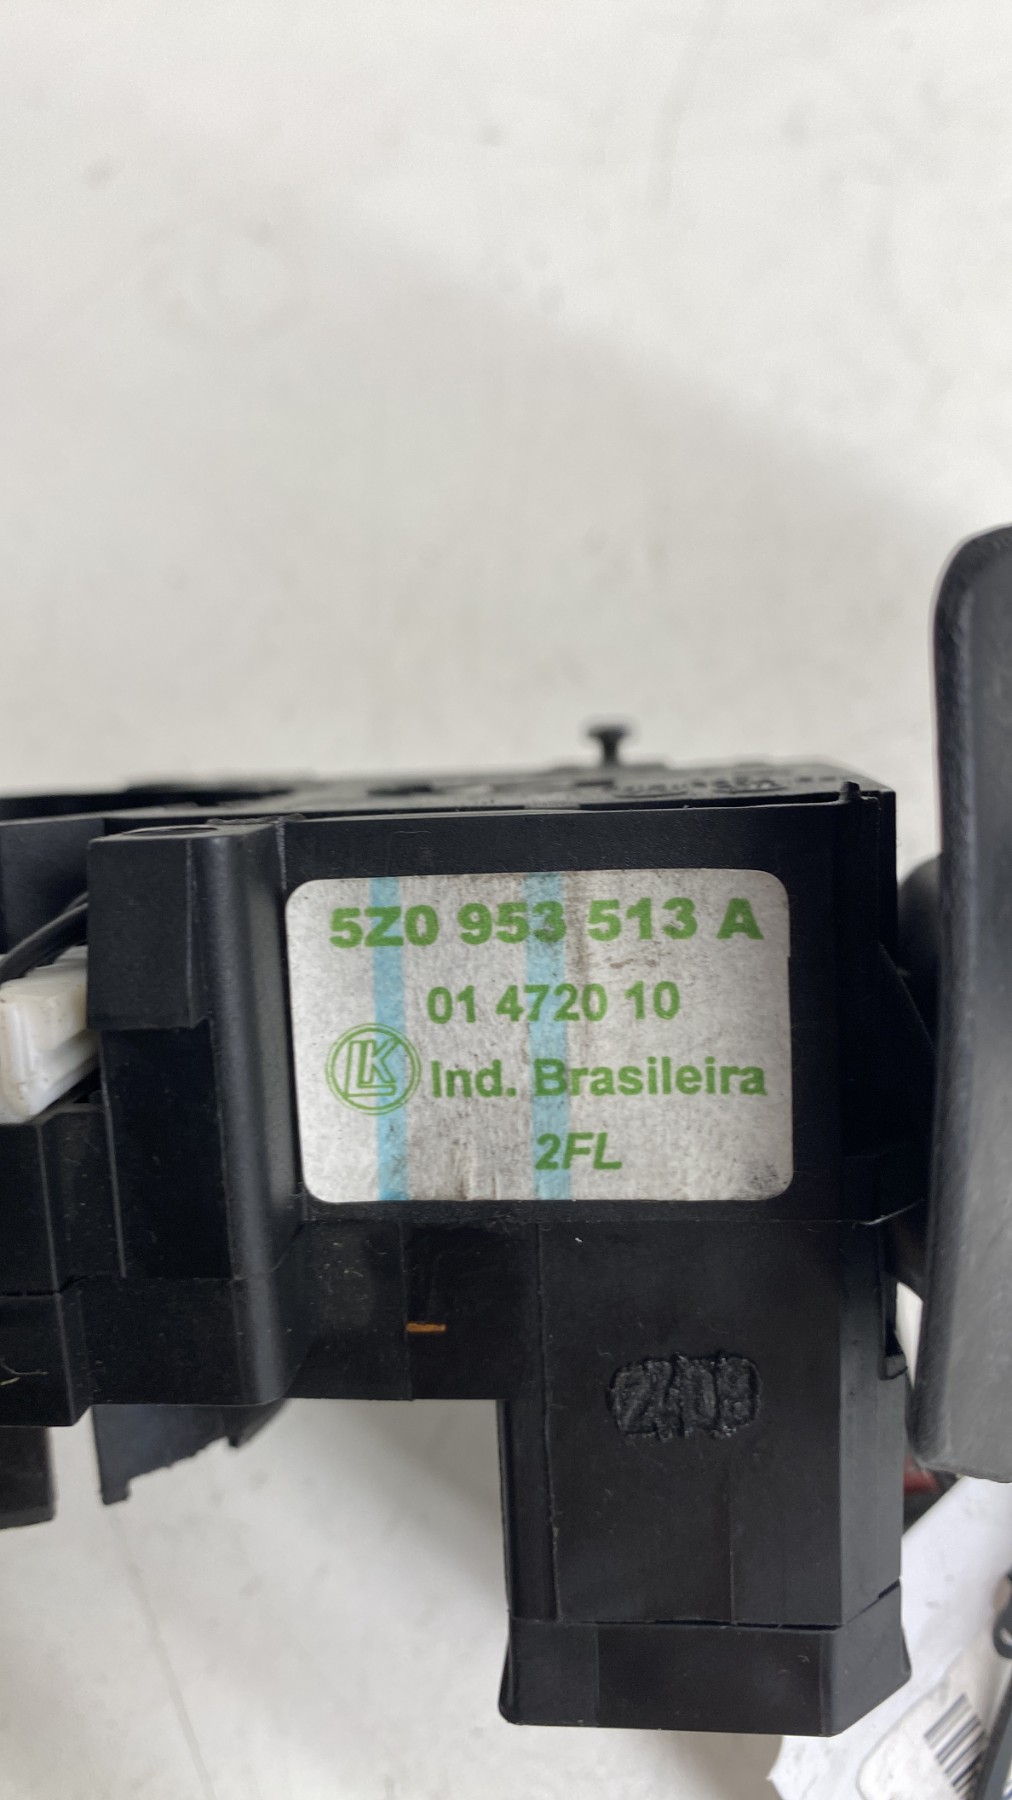 5Z0 953 513 A
01 4720 10
LK Ind. Brasileira
2FL